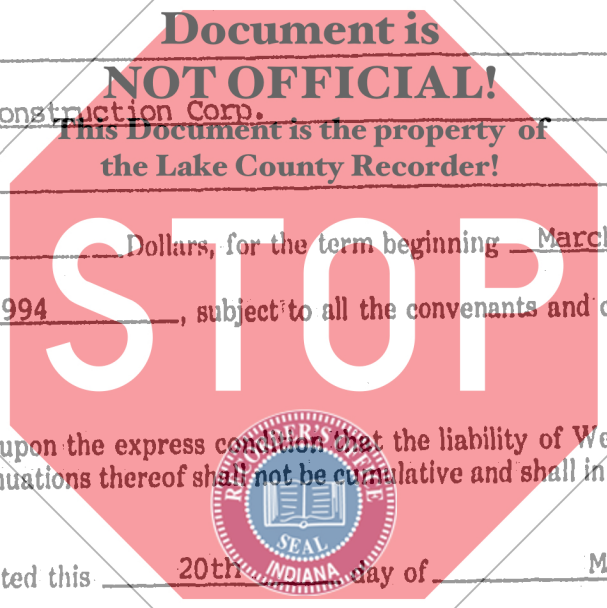 Document is
NOT OFFICIAL!
onstruction Corp.
This Document is the property of
the Lake County Recorder!
Dollars, for the term beginning March
994, subject to all the convenants and c
STOP
upon the express condition that the liability of We
nuations thereof shall not be cumulative and shall in
RECORDER'S OFFICE
SEAL
INDIANA
ted this 20th day of M